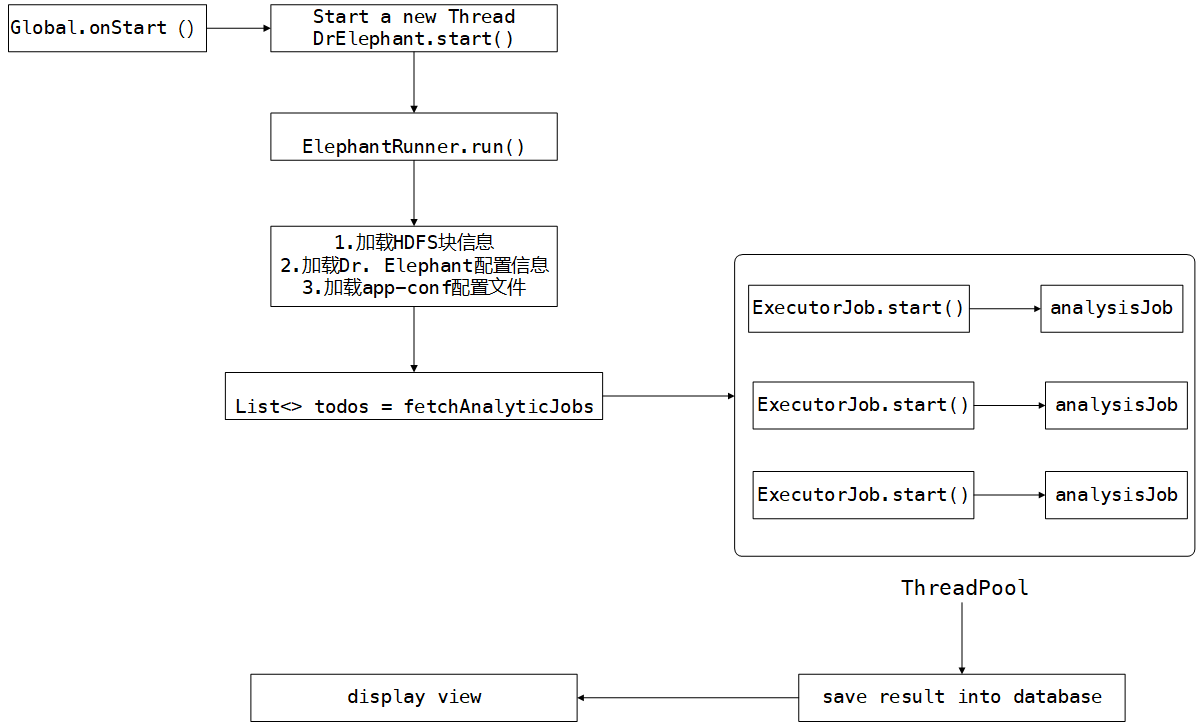 Global.onStart ()
Start a new Thread
DrElephant.start()
ElephantRunner.run()
1.加载HDFS块信息
2.加载Dr. Elephant配置信息
3.加载app-conf配置文件
List<> todos = fetchAnalyticJobs
ExecutorJob.start()
analysisJob
ExecutorJob.start()
analysisJob
ExecutorJob.start()
analysisJob
ThreadPool
save result into database
display view